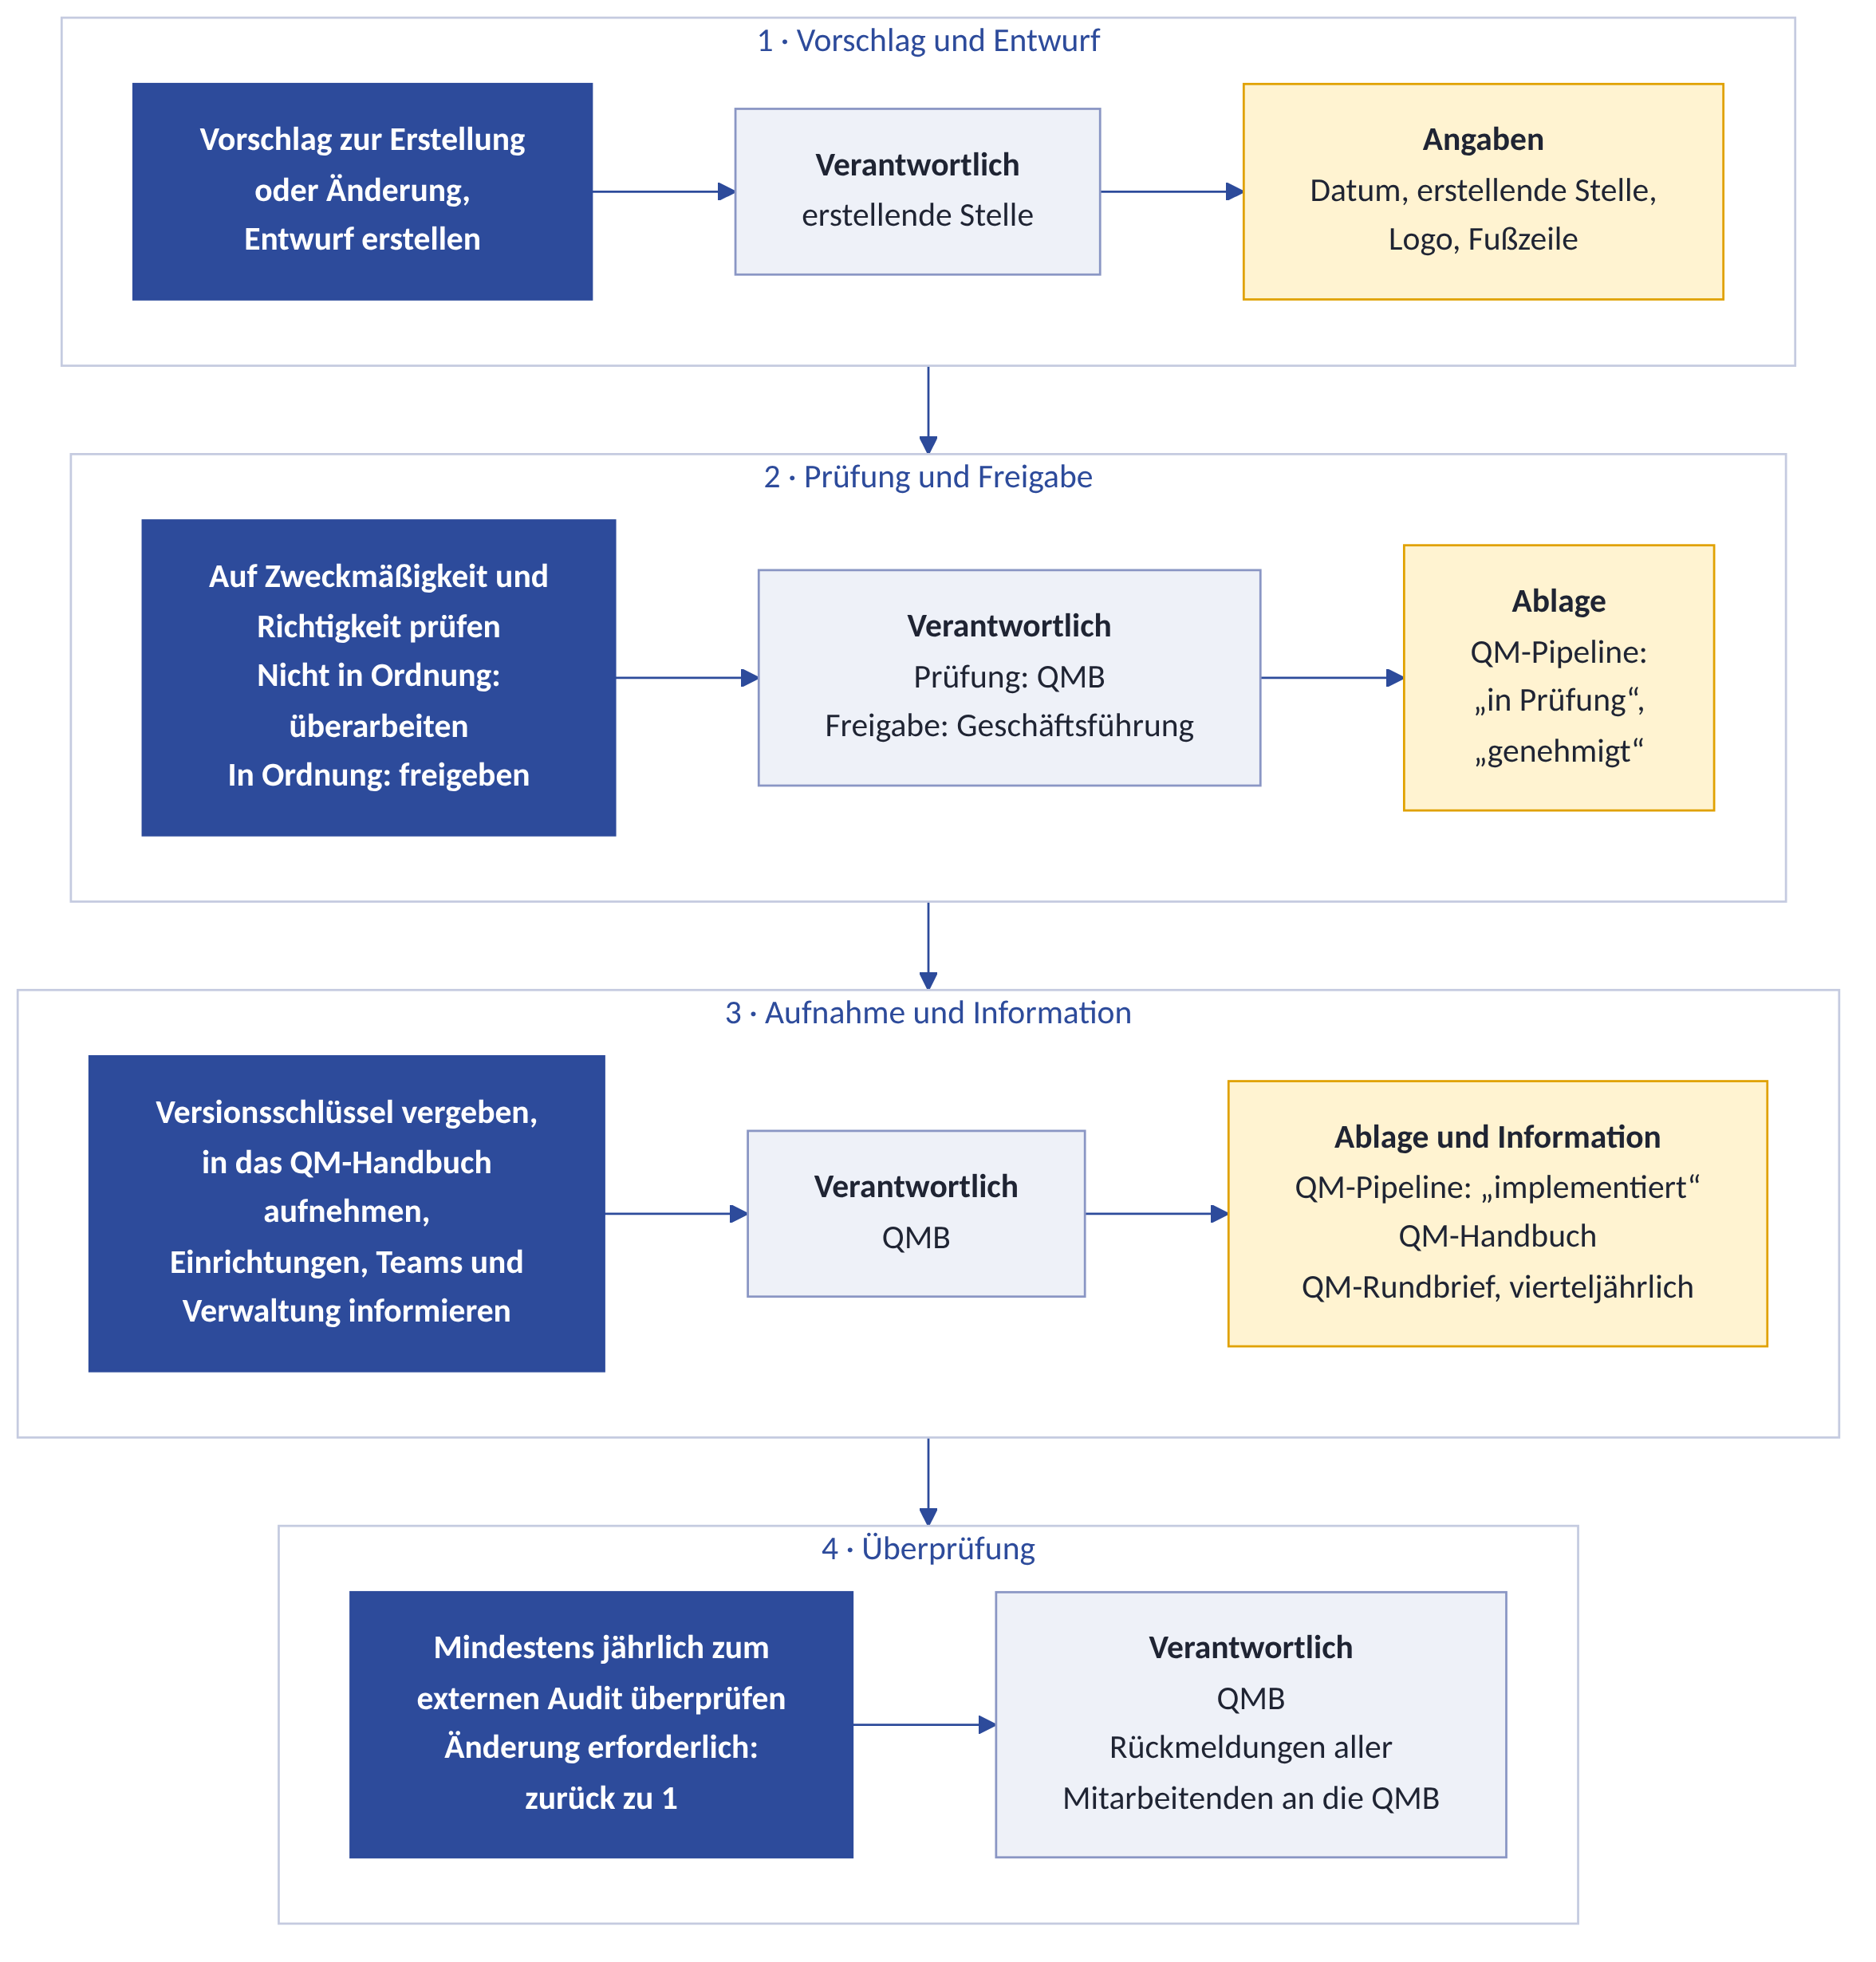 1 · Vorschlag und Entwurf
Vorschlag zur Erstellung
oder Änderung,
Entwurf erstellen
Verantwortlich
erstellende Stelle
Angaben
Datum, erstellende Stelle,
Logo, Fußzeile
2 · Prüfung und Freigabe
Auf Zweckmäßigkeit und
Richtigkeit prüfen
Nicht in Ordnung:
überarbeiten
In Ordnung: freigeben
Verantwortlich
Prüfung: QMB
Freigabe: Geschäftsführung
Ablage
QM-Pipeline:
„in Prüfung“,
„genehmigt“
3 · Aufnahme und Information
Versionsschlüssel vergeben,
in das QM-Handbuch
aufnehmen,
Einrichtungen, Teams und
Verwaltung informieren
Verantwortlich
QMB
Ablage und Information
QM-Pipeline: „implementiert“
QM-Handbuch
QM-Rundbrief, vierteljährlich
4 · Überprüfung
Mindestens jährlich zum
externen Audit überprüfen
Änderung erforderlich:
zurück zu 1
Verantwortlich
QMB
Rückmeldungen aller
Mitarbeitenden an die QMB